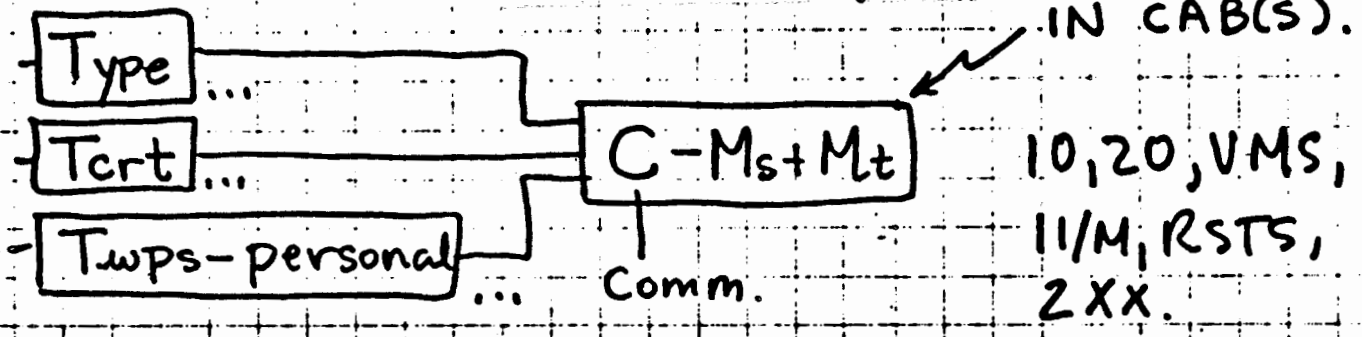 IN CAB(S).
Type
...
Tcrt
...
C-Ms+Mt
10,20,VMS,
11/M, RSTS,
2XX.
Twps-personal
...
Comm.